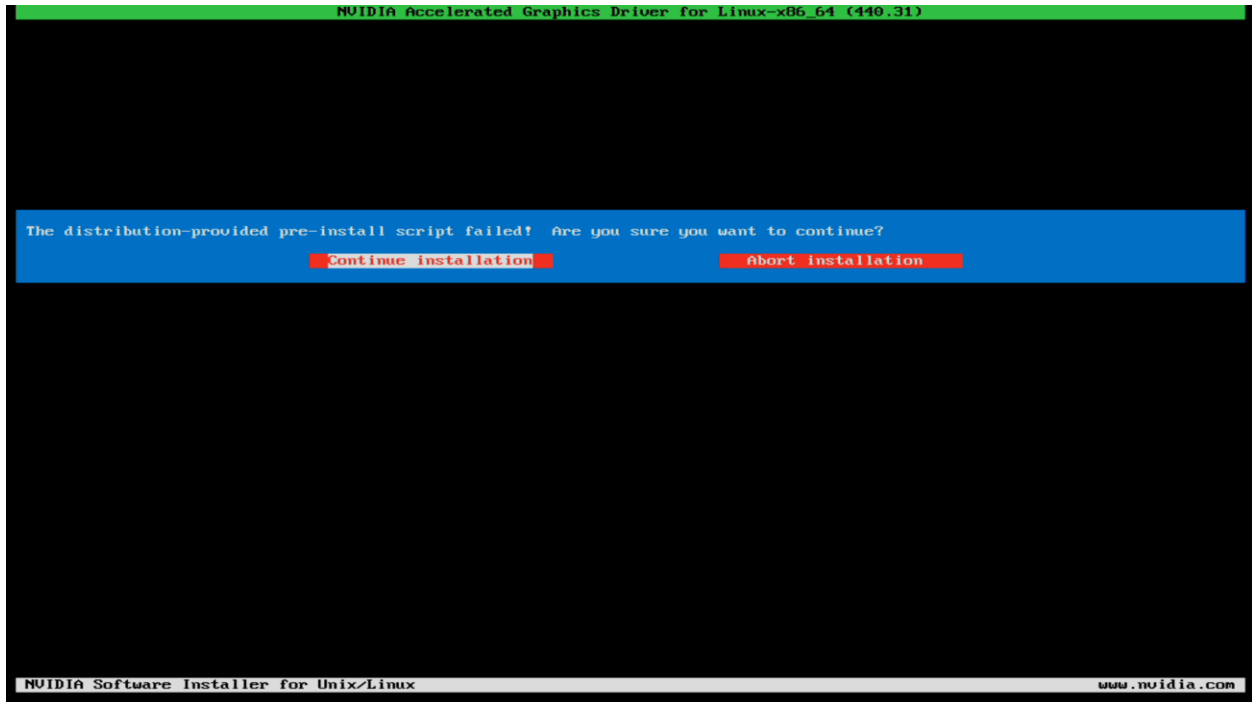 NVIDIA Accelerated Graphics Driver for Linux-x86_64 (440.31)
The distribution-provided pre-install script failed! Are you sure you want to continue?
Continue installation Abort installation
NVIDIA Software Installer for Unix/Linux www.nvidia.com